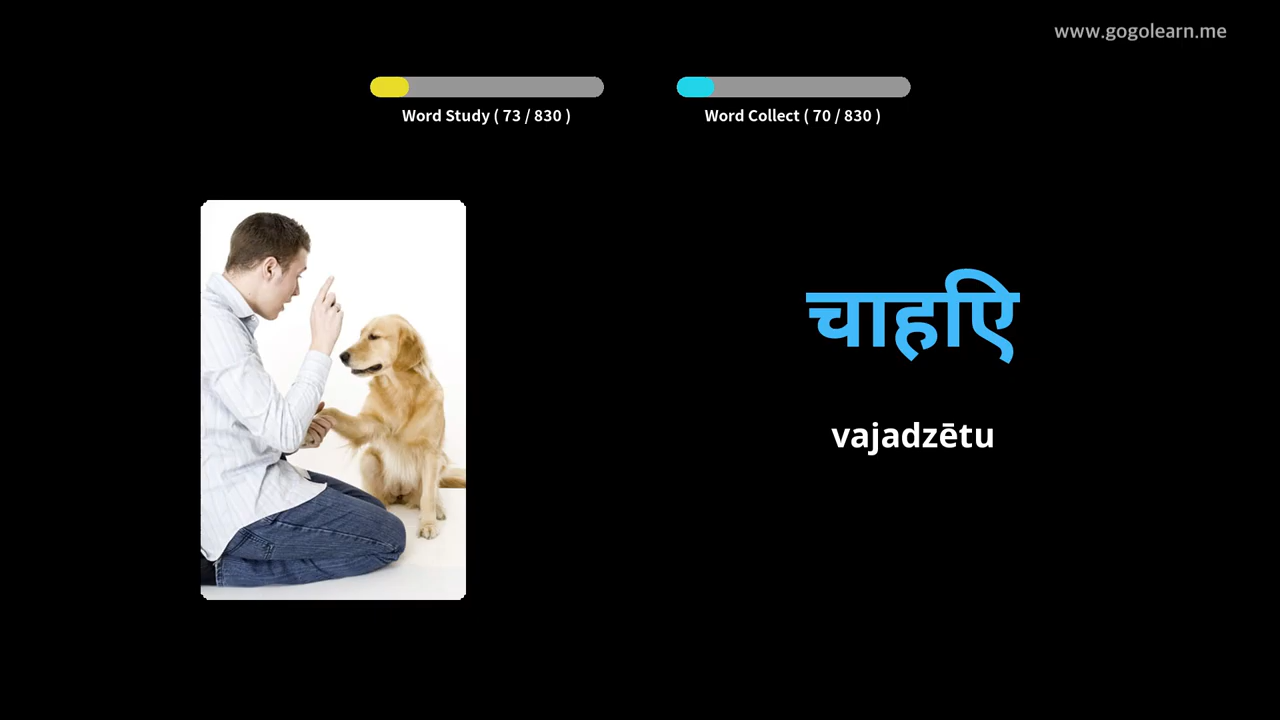 www.gogolearn.me
Word Study ( 73 / 830 )
Word Collect ( 70 / 830 )
चाहिए
vajadzētu